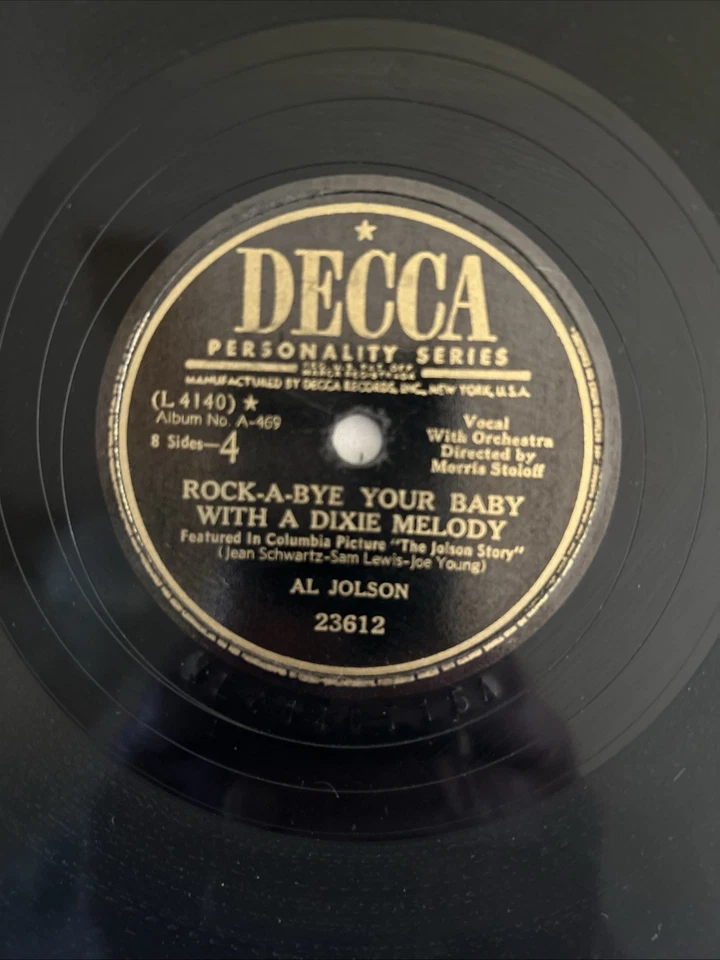 DECCA
PERSONALITY SERIES
MANUFACTURED BY DECCA RECORDS, INC., NEW YORK, U.S.A.
(L 4140) ★
Album No. A-469
8 Sides—4
Vocal
With Orchestra
Directed by
Morris Stoloff
ROCK-A-BYE YOUR BABY
WITH A DIXIE MELODY
Featured In Columbia Picture "The Jolson Story"
(Jean Schwartz-Sam Lewis-Joe Young)
AL JOLSON
23612